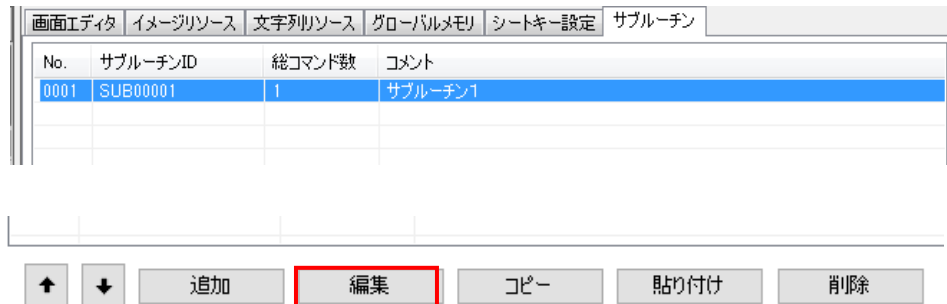 画面エディタ イメージリソース 文字列リソース グローバルメモリ シートキー設定 サブルーチン
No. サブルーチンID 総コマンド数 コメント
0001 SUB00001 1 サブルーチン1
追加 編集 コピー 貼り付け 削除